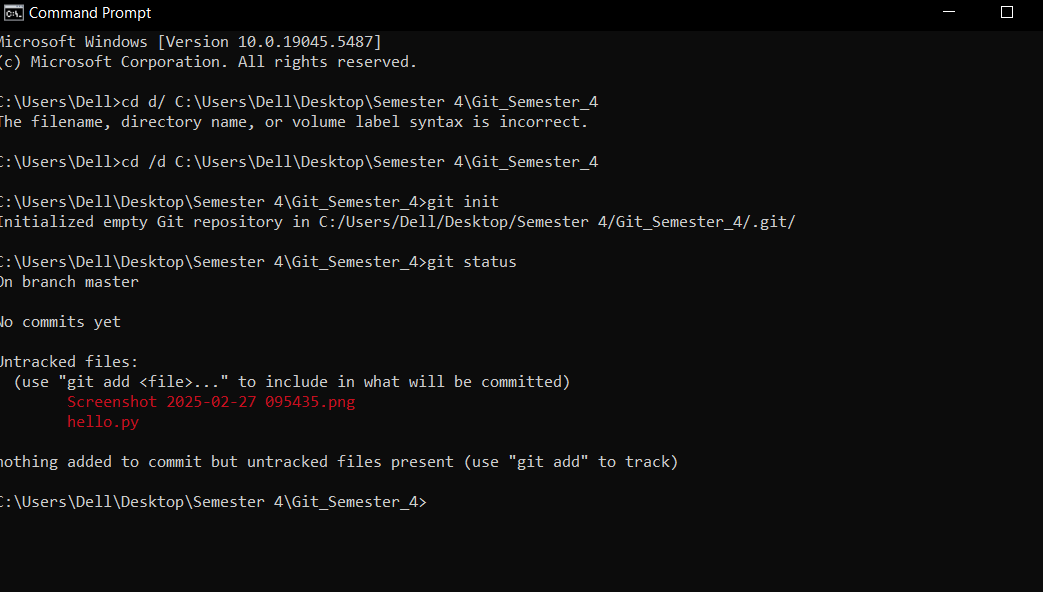 Command Prompt
Microsoft Windows [Version 10.0.19045.5487]
(c) Microsoft Corporation. All rights reserved.
C:\Users\Dell>cd d/ C:\Users\Dell\Desktop\Semester 4\Git_Semester_4
The filename, directory name, or volume label syntax is incorrect.
C:\Users\Dell>cd /d C:\Users\Dell\Desktop\Semester 4\Git_Semester_4
C:\Users\Dell\Desktop\Semester 4\Git_Semester_4>git init
Initialized empty Git repository in C:/Users/Dell/Desktop/Semester 4/Git_Semester_4/.git/
C:\Users\Dell\Desktop\Semester 4\Git_Semester_4>git status
On branch master
No commits yet
Untracked files:
(use "git add <file>..." to include in what will be committed)
Screenshot 2025-02-27 095435.png
hello.py
nothing added to commit but untracked files present (use "git add" to track)
C:\Users\Dell\Desktop\Semester 4\Git_Semester_4>